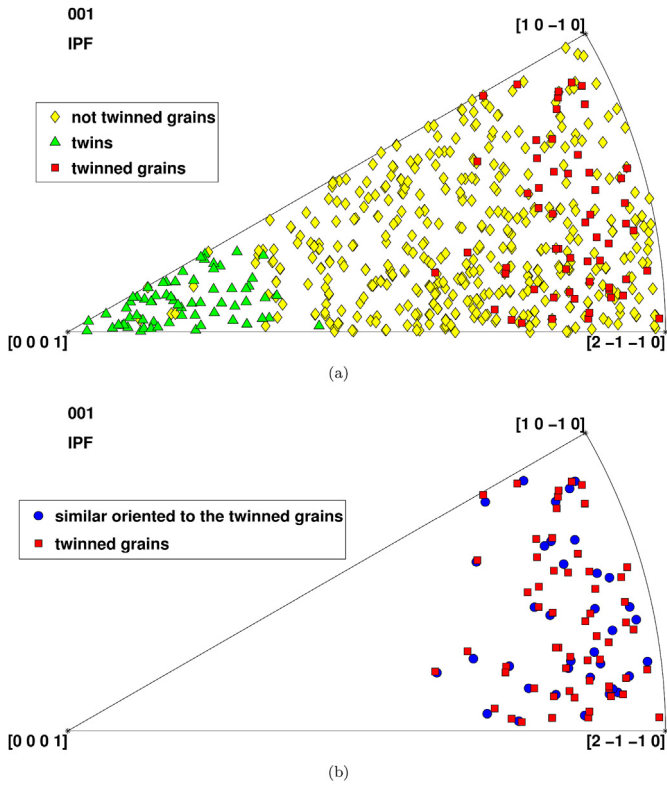 001
IPF
[1 0 −1 0]
not twinned grains
twins
twinned grains
[0 0 0 1]
[2 −1 −1 0]
(a)
001
IPF
[1 0 −1 0]
similar oriented to the twinned grains
twinned grains
[0 0 0 1]
[2 −1 −1 0]
(b)